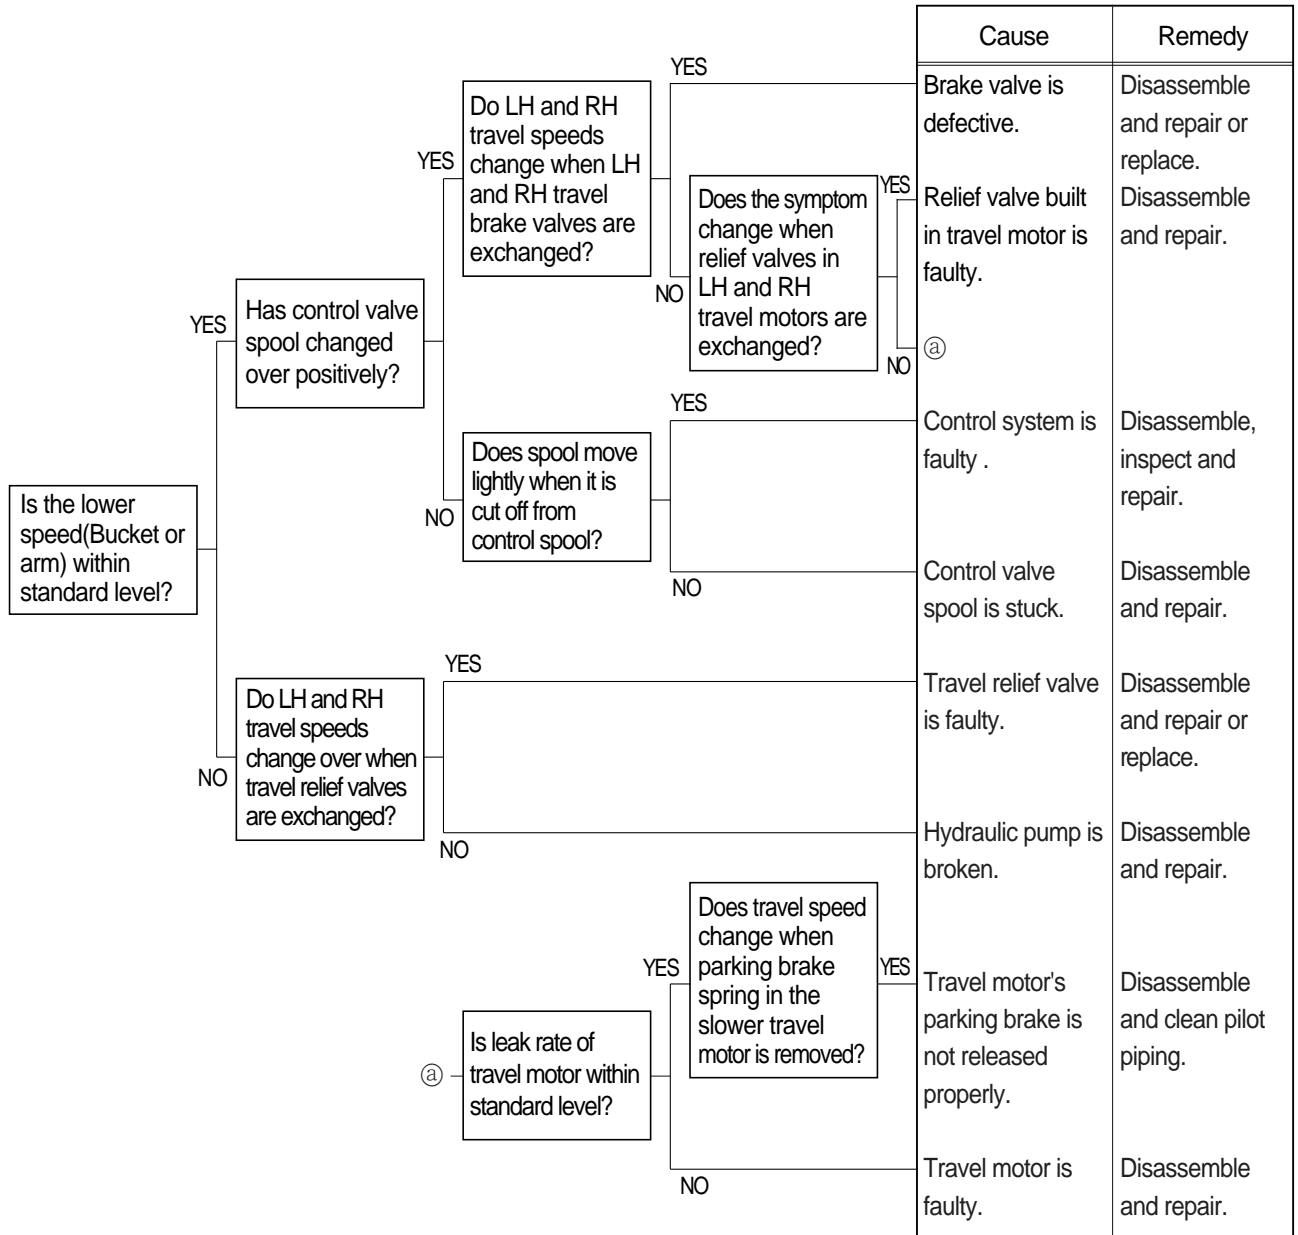 Cause
Remedy
YES
Brake valve is
defective.
Disassemble
and repair or
replace.
Do LH and RH
travel speeds
change when LH
and RH travel
brake valves are
exchanged?
YES
NO
Does the symptom
change when
relief valves in
LH and RH
travel motors are
exchanged?
YES
Relief valve built
in travel motor is
faulty.
Disassemble
and repair.
NO
ⓐ
Has control valve
spool changed
over positively?
YES
NO
Does spool move
lightly when it is
cut off from
control spool?
YES
Control system is
faulty .
Disassemble,
inspect and
repair.
NO
Control valve
spool is stuck.
Disassemble
and repair.
Is the lower
speed(Bucket or
arm) within
standard level?
NO
Do LH and RH
travel speeds
change over when
travel relief valves
are exchanged?
YES
Travel relief valve
is faulty.
Disassemble
and repair or
replace.
NO
Hydraulic pump is
broken.
Disassemble
and repair.
ⓐ
Is leak rate of
travel motor within
standard level?
YES
Does travel speed
change when
parking brake
spring in the
slower travel
motor is removed?
YES
Travel motor's
parking brake is
not released
properly.
Disassemble
and clean pilot
piping.
NO
Travel motor is
faulty.
Disassemble
and repair.